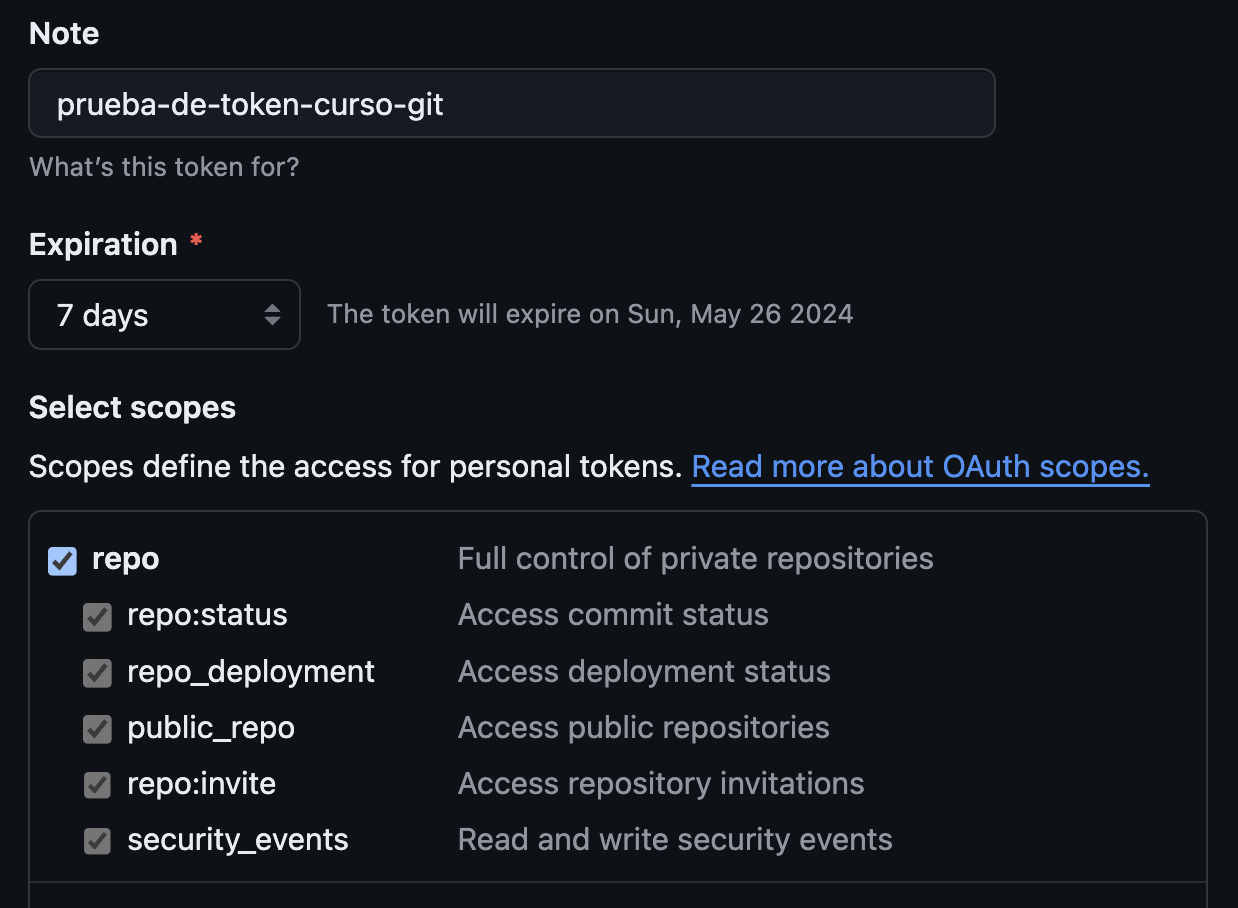 Note
prueba-de-token-curso-git
What's this token for?
Expiration *
7 days The token will expire on Sun, May 26 2024
Select scopes
Scopes define the access for personal tokens. Read more about OAuth scopes.
repo Full control of private repositories
repo:status Access commit status
repo_deployment Access deployment status
public_repo Access public repositories
repo:invite Access repository invitations
security_events Read and write security events